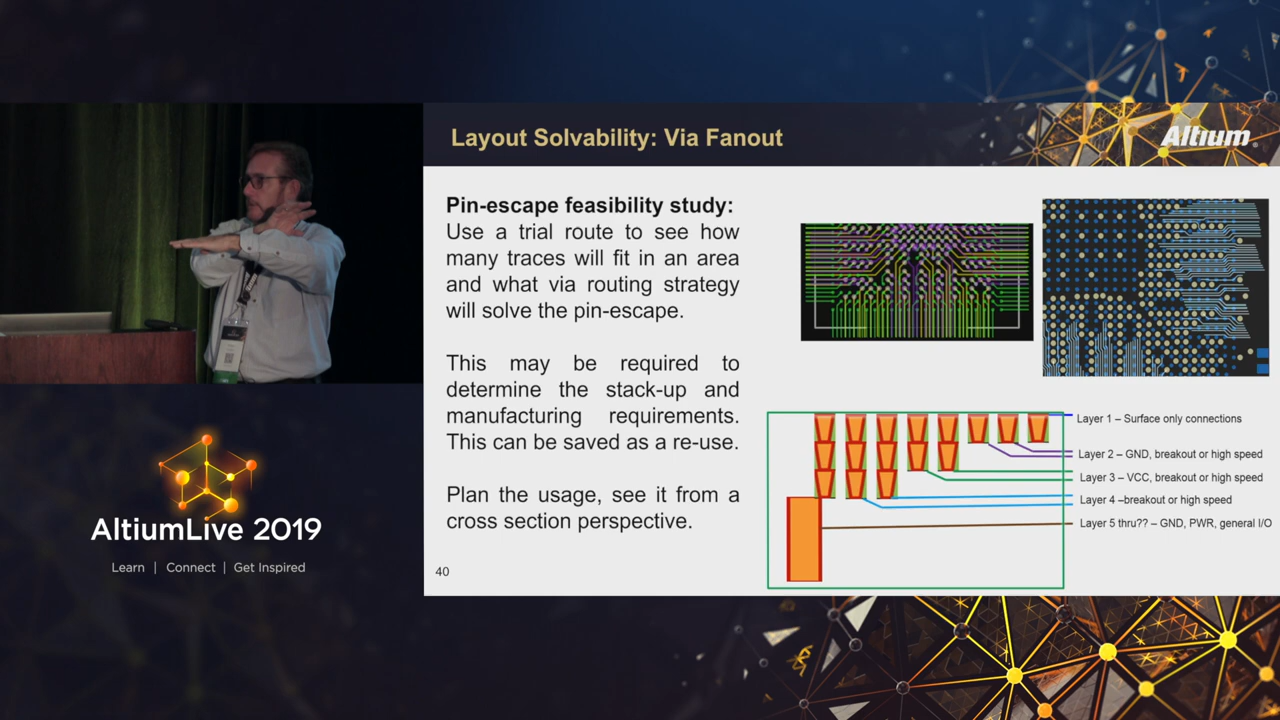 Layout Solvability: Via Fanout
Altium
Pin-escape feasibility study:
Use a trial route to see how
many traces will fit in an area
and what via routing strategy
will solve the pin-escape.
This may be required to
determine the stack-up and
manufacturing requirements.
This can be saved as a re-use.
Plan the usage, see it from a
cross section perspective.
40
Layer 1 – Surface only connections
Layer 2 – GND, breakout or high speed
Layer 3 – VCC, breakout or high speed
Layer 4 –breakout or high speed
Layer 5 thru?? – GND, PWR, general I/O
AltiumLive 2019
Learn | Connect | Get Inspired